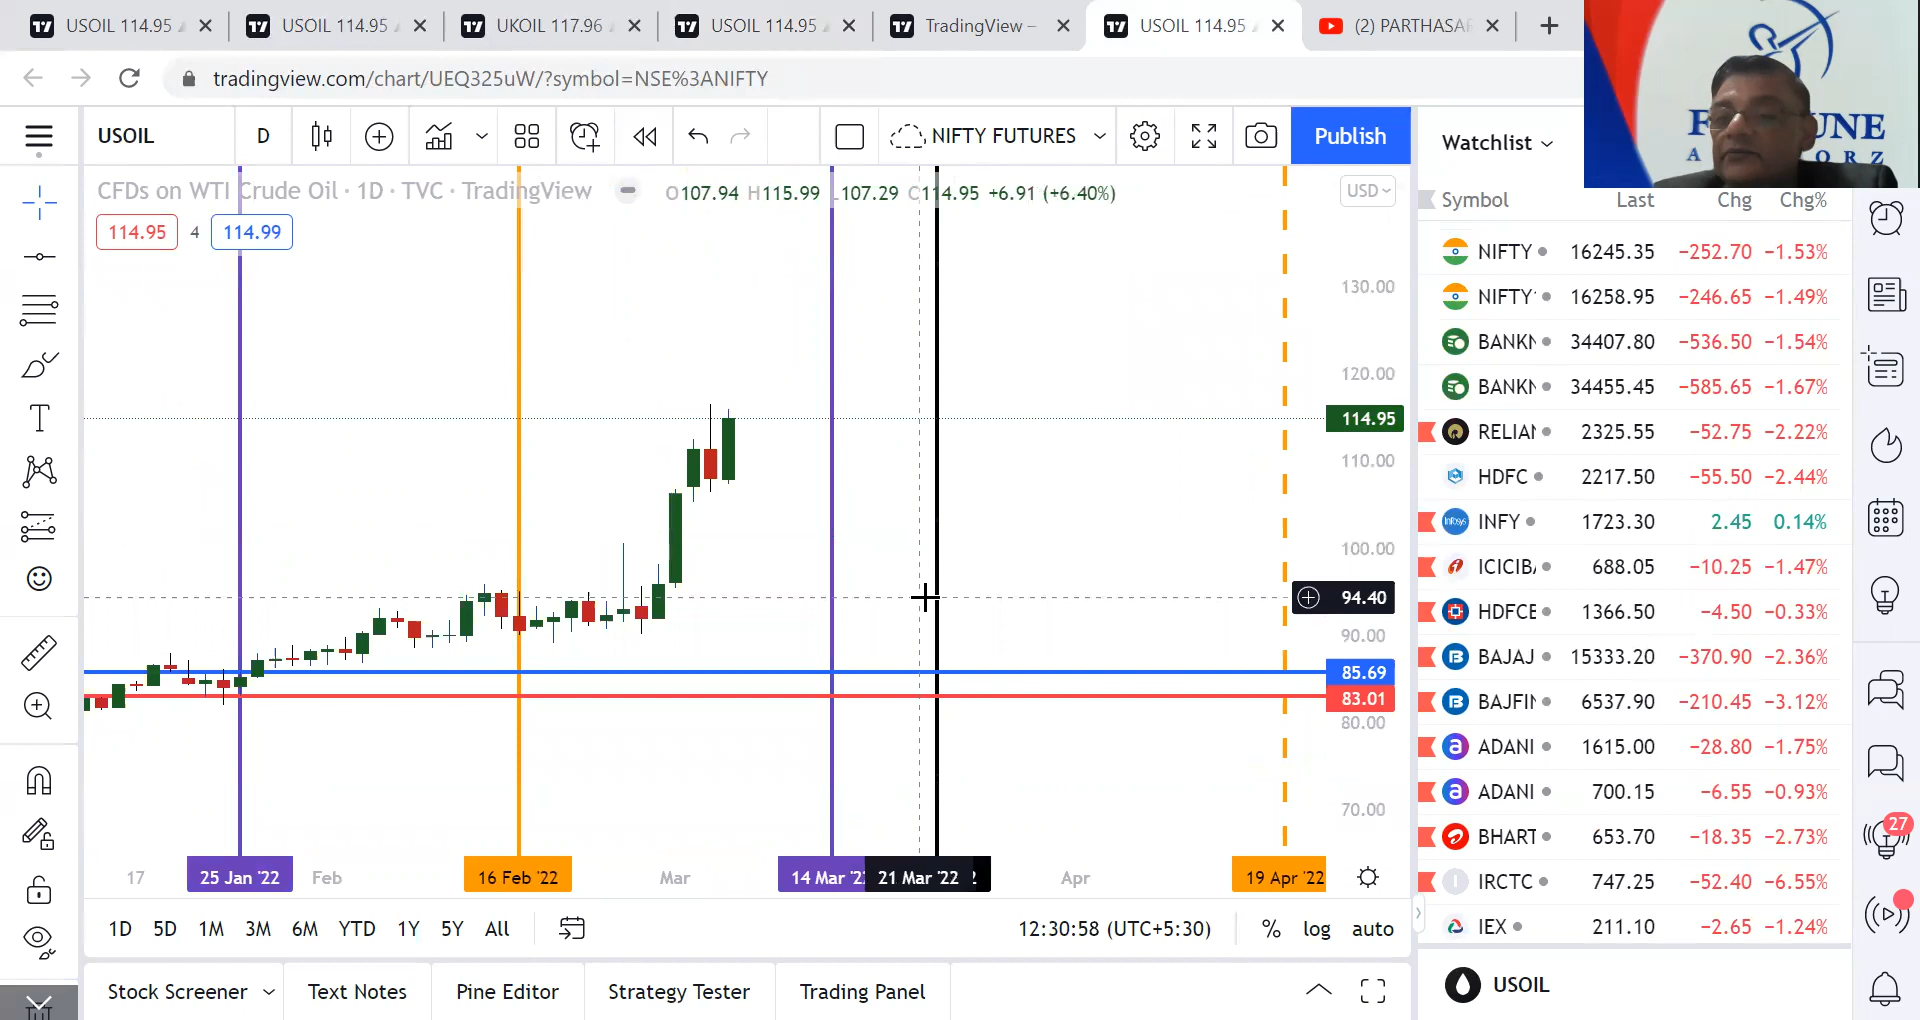 USOIL 114.95
USOIL 114.95
UKOIL 117.96
USOIL 114.95
TradingView –
USOIL 114.95
(2) PARTHASAR
tradingview.com/chart/UEQ325uW/?symbol=NSE%3ANIFTY
USOIL
D
NIFTY FUTURES
Publish
CFDs on WTI Crude Oil · 1D · TVC · TradingView
O107.94 H115.99 L107.29 C114.95 +6.91 (+6.40%)
USD
114.95
4
114.99
130.00
120.00
114.95
110.00
100.00
94.40
90.00
85.69
83.01
80.00
70.00
17
25 Jan '22
Feb
16 Feb '22
Mar
14 Mar '22
21 Mar '22
Apr
19 Apr '22
1D 5D 1M 3M 6M YTD 1Y 5Y All
12:30:58 (UTC+5:30)
% log auto
Stock Screener
Text Notes
Pine Editor
Strategy Tester
Trading Panel
Watchlist
Symbol Last Chg Chg%
NIFTY 16245.35 −252.70 −1.53%
NIFTY 16258.95 −246.65 −1.49%
BANKN 34407.80 −536.50 −1.54%
BANKN 34455.45 −585.65 −1.67%
RELIAN 2325.55 −52.75 −2.22%
HDFC 2217.50 −55.50 −2.44%
INFY 1723.30 2.45 0.14%
ICICIBA 688.05 −10.25 −1.47%
HDFCB 1366.50 −4.50 −0.33%
BAJAJ 15333.20 −370.90 −2.36%
BAJFIN 6537.90 −210.45 −3.12%
ADANI 1615.00 −28.80 −1.75%
ADANI 700.15 −6.55 −0.93%
BHART 653.70 −18.35 −2.73%
IRCTC 747.25 −52.40 −6.55%
IEX 211.10 −2.65 −1.24%
USOIL
27